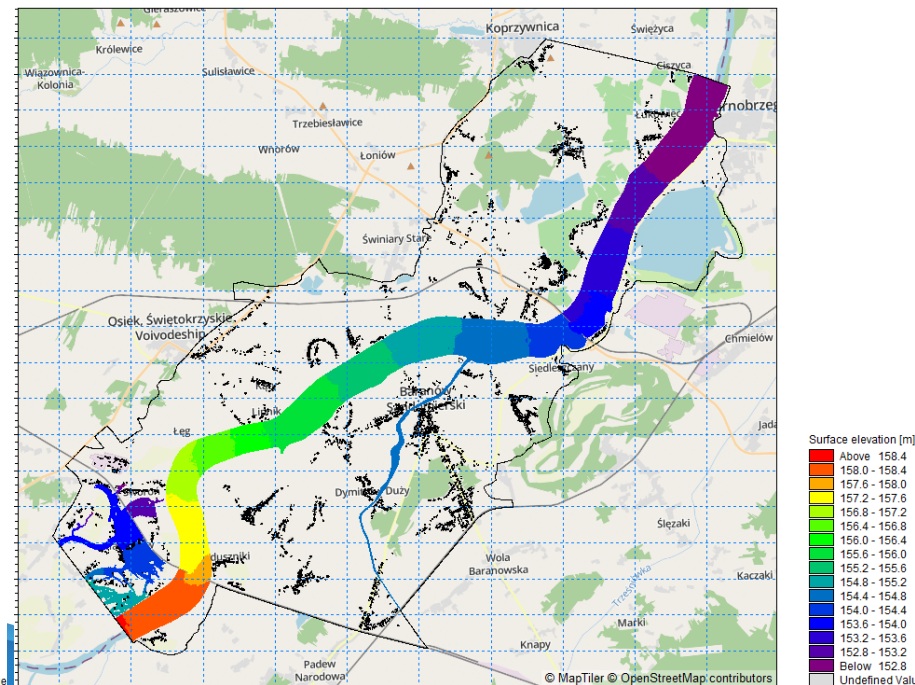 Gieraszowice
Królewice
Koprzywnica
Święzyca
Ciszyca
Wiązownica-
Kolonia
Sulisławice
Trzebiesławice
Wnorów
Łoniów
Świniary Stare
Osiek, Świętokrzyskie
Voivodeship
Chmielów
Siedleszczany
Łęg
Ślęzaki
Wola
Baranowska
Kaczaki
Trześniówka
Marki
Knapy
Padew
Narodowa
© MapTiler © OpenStreetMap contributors
Surface elevation [m]
Above 158.4
158.0 - 158.4
157.6 - 158.0
157.2 - 157.6
156.8 - 157.2
156.4 - 156.8
156.0 - 156.4
155.6 - 156.0
155.2 - 155.6
154.8 - 155.2
154.4 - 154.8
154.0 - 154.4
153.6 - 154.0
153.2 - 153.6
152.8 - 153.2
Below 152.8
Undefined Valu